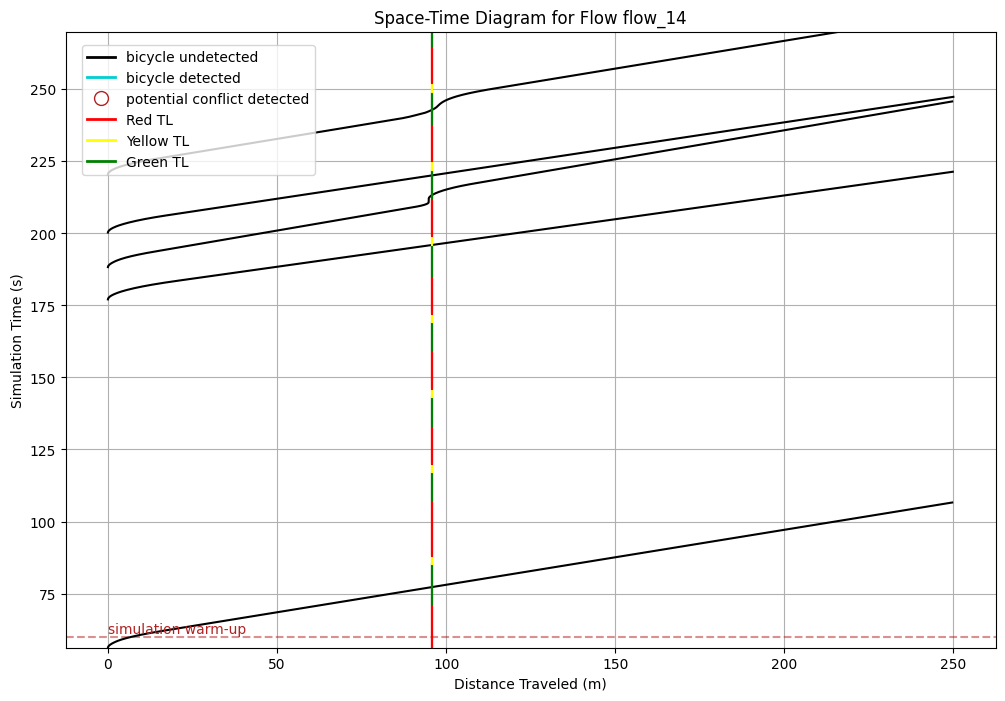 Space-Time Diagram for Flow flow_14
bicycle undetected
bicycle detected
potential conflict detected
Red TL
Yellow TL
Green TL
Simulation Time (s)
250
225
200
175
150
125
100
75
simulation warm-up
0
50
100
150
200
250
Distance Traveled (m)